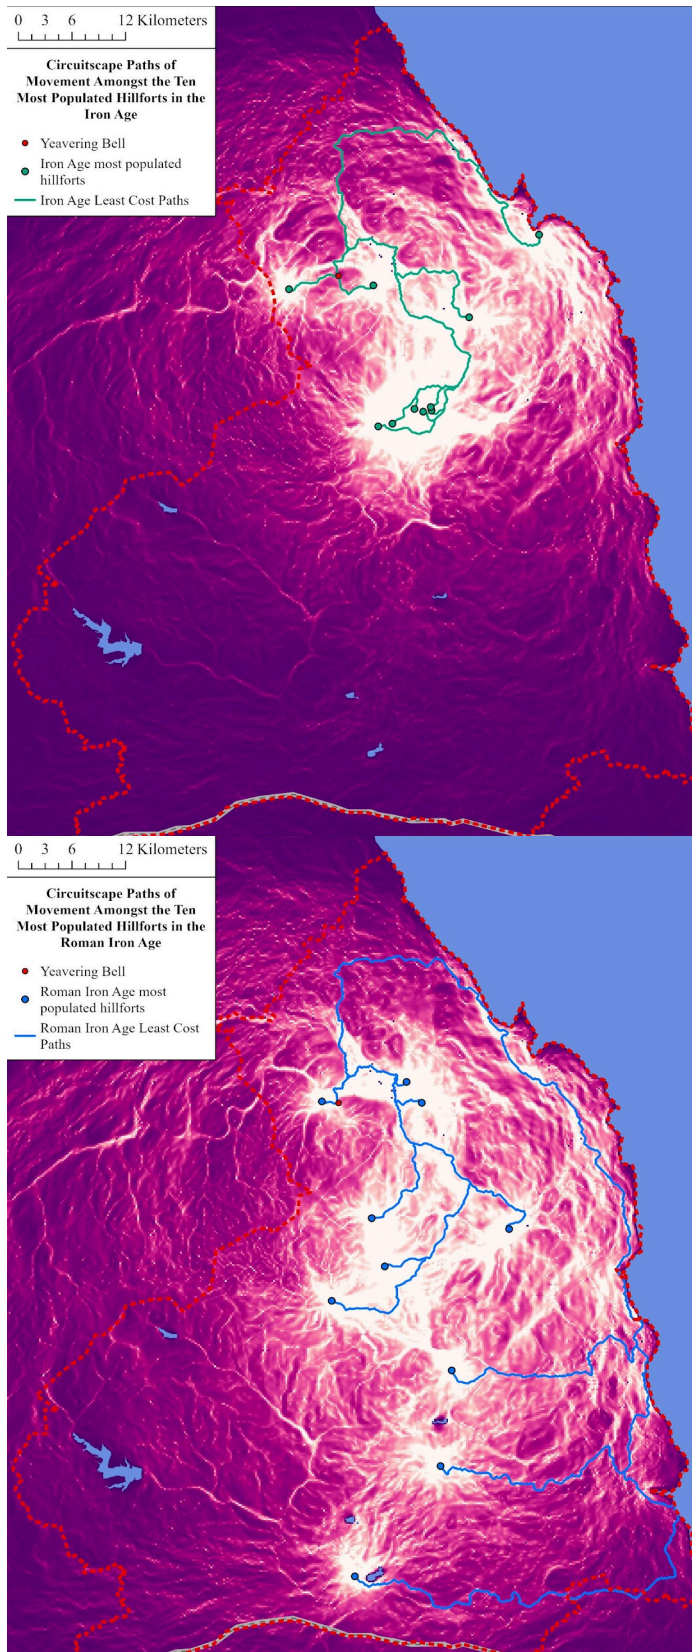 0 3 6 12 Kilometers
Circuitscape Paths of
Movement Amongst the Ten
Most Populated Hillforts in the
Iron Age
Yeavering Bell
Iron Age most populated
hillforts
Iron Age Least Cost Paths
0 3 6 12 Kilometers
Circuitscape Paths of
Movement Amongst the Ten
Most Populated Hillforts in the
Roman Iron Age
Yeavering Bell
Roman Iron Age most
populated hillforts
Roman Iron Age Least Cost
Paths